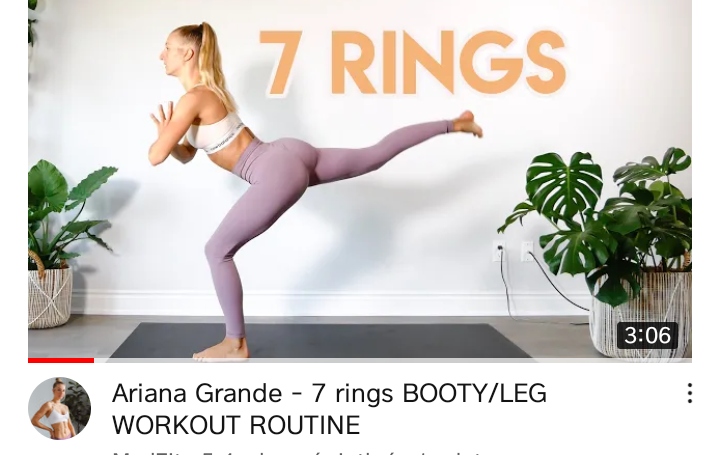 7 RINGS
3:06
Ariana Grande - 7 rings BOOTY/LEG
WORKOUT ROUTINE